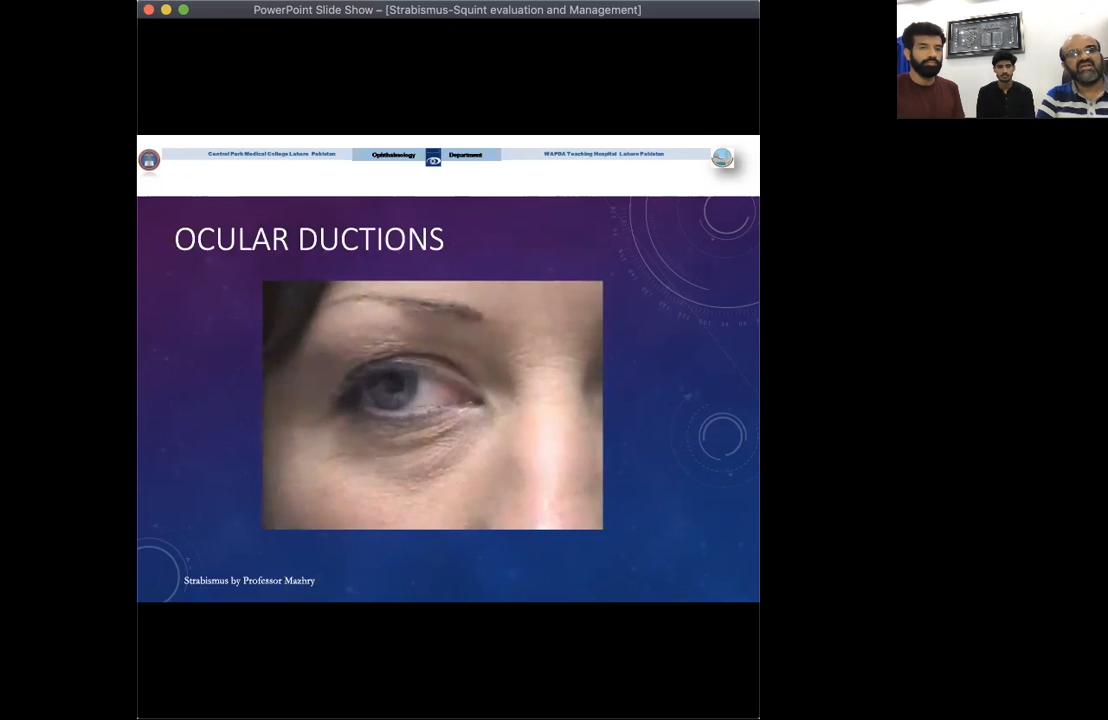 PowerPoint Slide Show – [Strabismus-Squint evaluation and Management]
Central Park Medical College Lahore Pakistan
Ophthalmology Department
WAPDA Teaching Hospital Lahore Pakistan
OCULAR DUCTIONS
Strabismus by Professor Mazhry